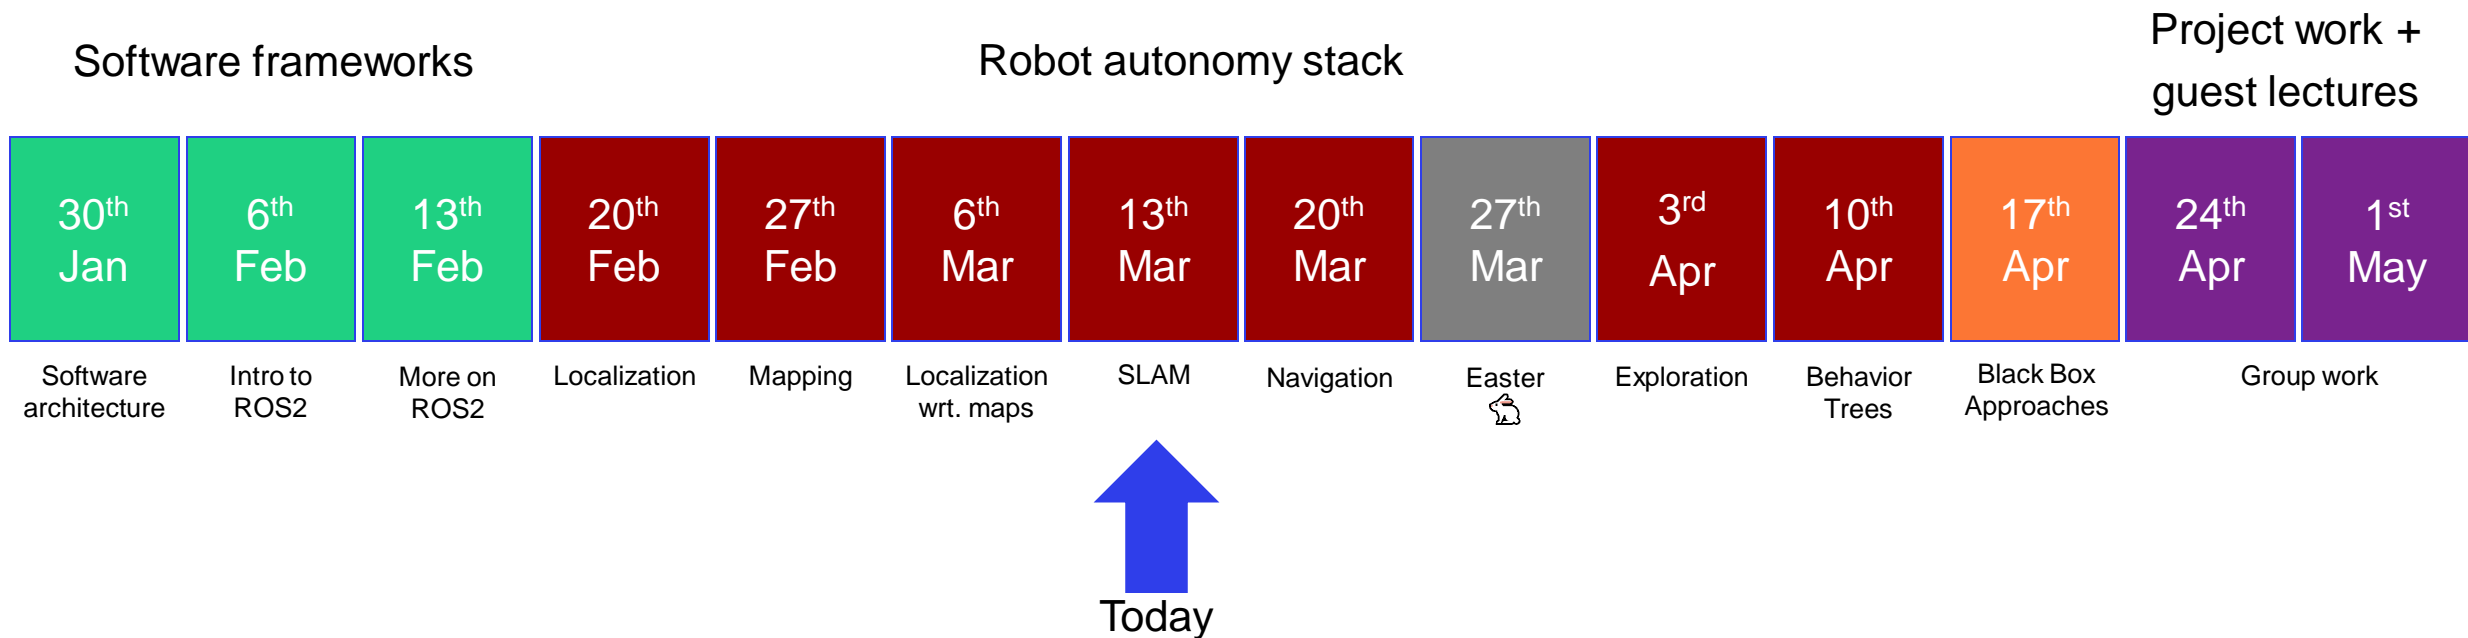 Software frameworks
Robot autonomy stack
Project work +
guest lectures
30th
Jan
6th
Feb
13th
Feb
20th
Feb
27th
Feb
6th
Mar
13th
Mar
20th
Mar
27th
Mar
3rd
Apr
10th
Apr
17th
Apr
24th
Apr
1st
May
Software
architecture
Intro to
ROS2
More on
ROS2
Localization
Mapping
Localization
wrt. maps
SLAM
Navigation
Easter
Exploration
Behavior
Trees
Black Box
Approaches
Group work
Today